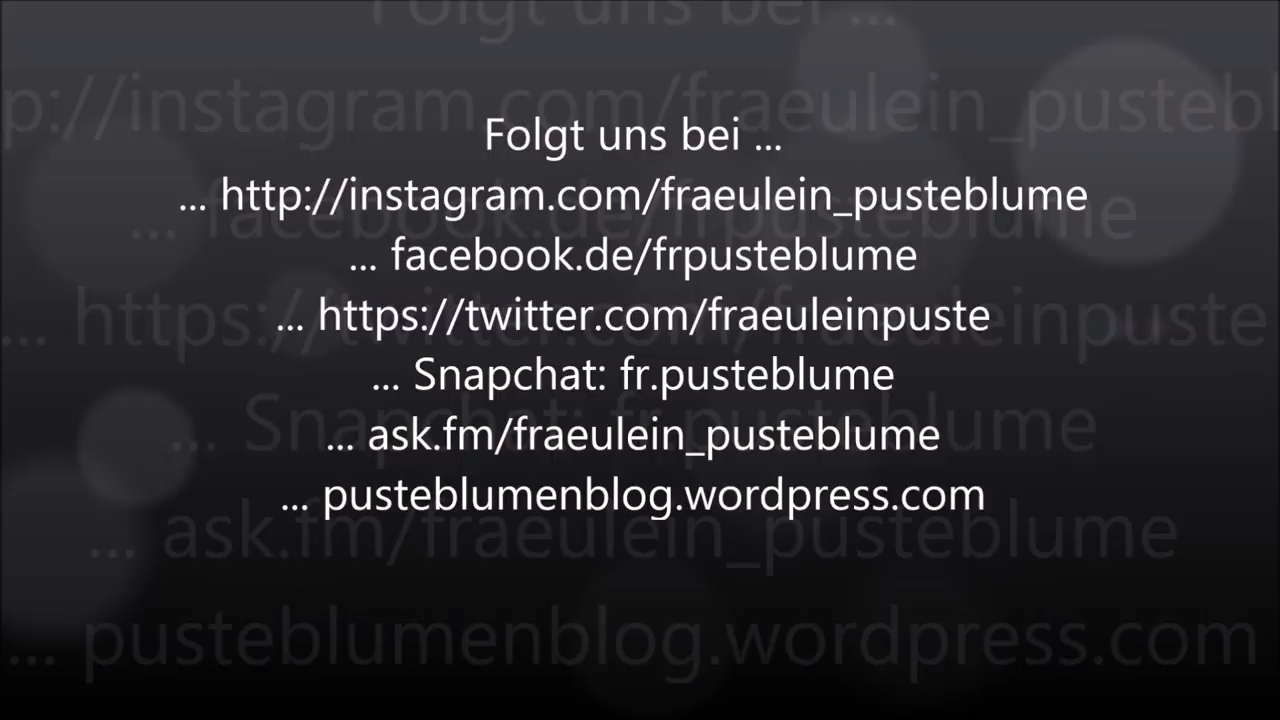 Folgt uns bei ...
... http://instagram.com/fraeulein_pusteblume
... facebook.de/frpusteblume
... https://twitter.com/fraeuleinpuste
... Snapchat: fr.pusteblume
... ask.fm/fraeulein_pusteblume
... pusteblumenblog.wordpress.com